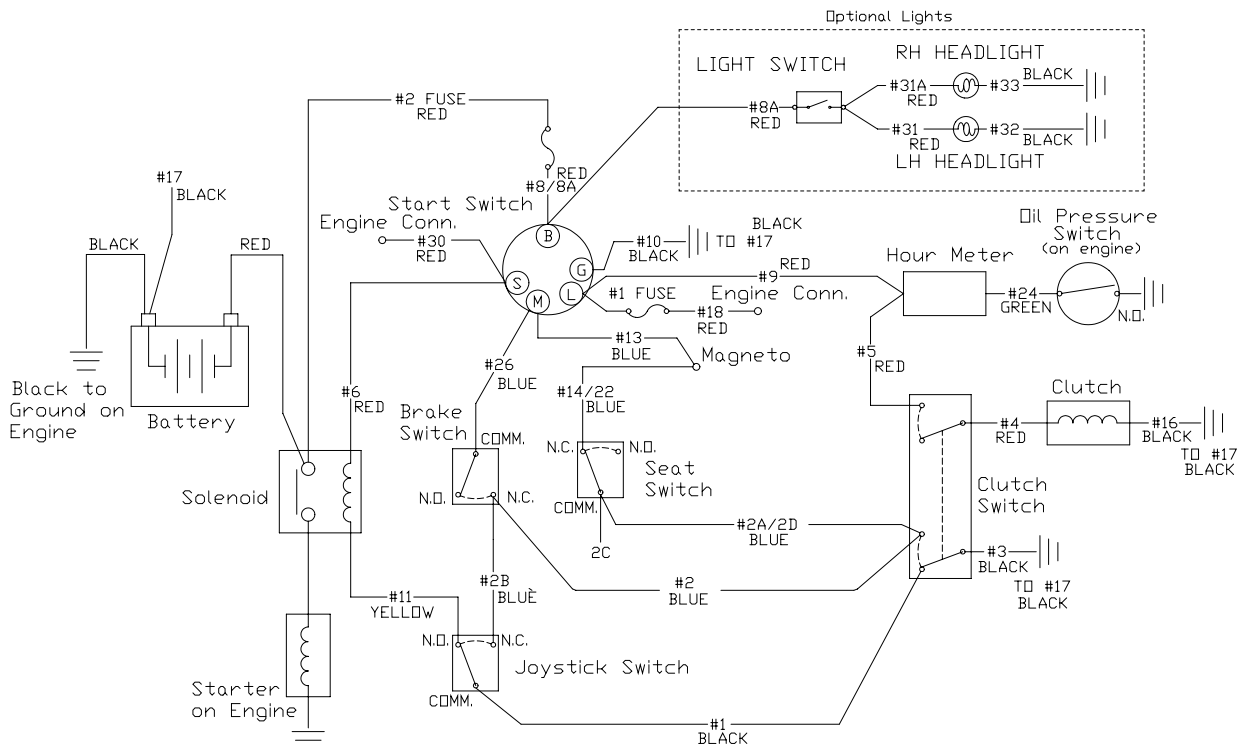 Optional Lights
RH HEADLIGHT
LIGHT SWITCH
#31A
RED
#33
BLACK
#8A
RED
#31
RED
#32
BLACK
LH HEADLIGHT
#2 FUSE
RED
RED
#8/8A
#17
BLACK
Start Switch
Engine Conn.
#30
RED
B
G
S
L
M
BLACK
#10
BLACK
TO #17
RED
#9
#1 FUSE
Engine Conn.
#18
RED
Hour Meter
Oil Pressure
Switch
(on engine)
#24
GREEN
N.O.
BLACK
RED
#13
BLUE
Magneto
#5
RED
#26
BLUE
#14/22
BLUE
#6
RED
Black to
Ground on
Engine
Battery
Brake
Switch
COMM.
N.O.
N.C.
N.C.
N.O.
Seat
Switch
COMM.
2C
Clutch
#4
RED
#16
BLACK
TO #17
BLACK
Clutch
Switch
Solenoid
#2A/2D
BLUE
#3
BLACK
TO #17
BLACK
#2
BLUE
#2B
BLUE
#11
YELLOW
N.O.
N.C.
Joystick Switch
COMM.
Starter
on Engine
#1
BLACK